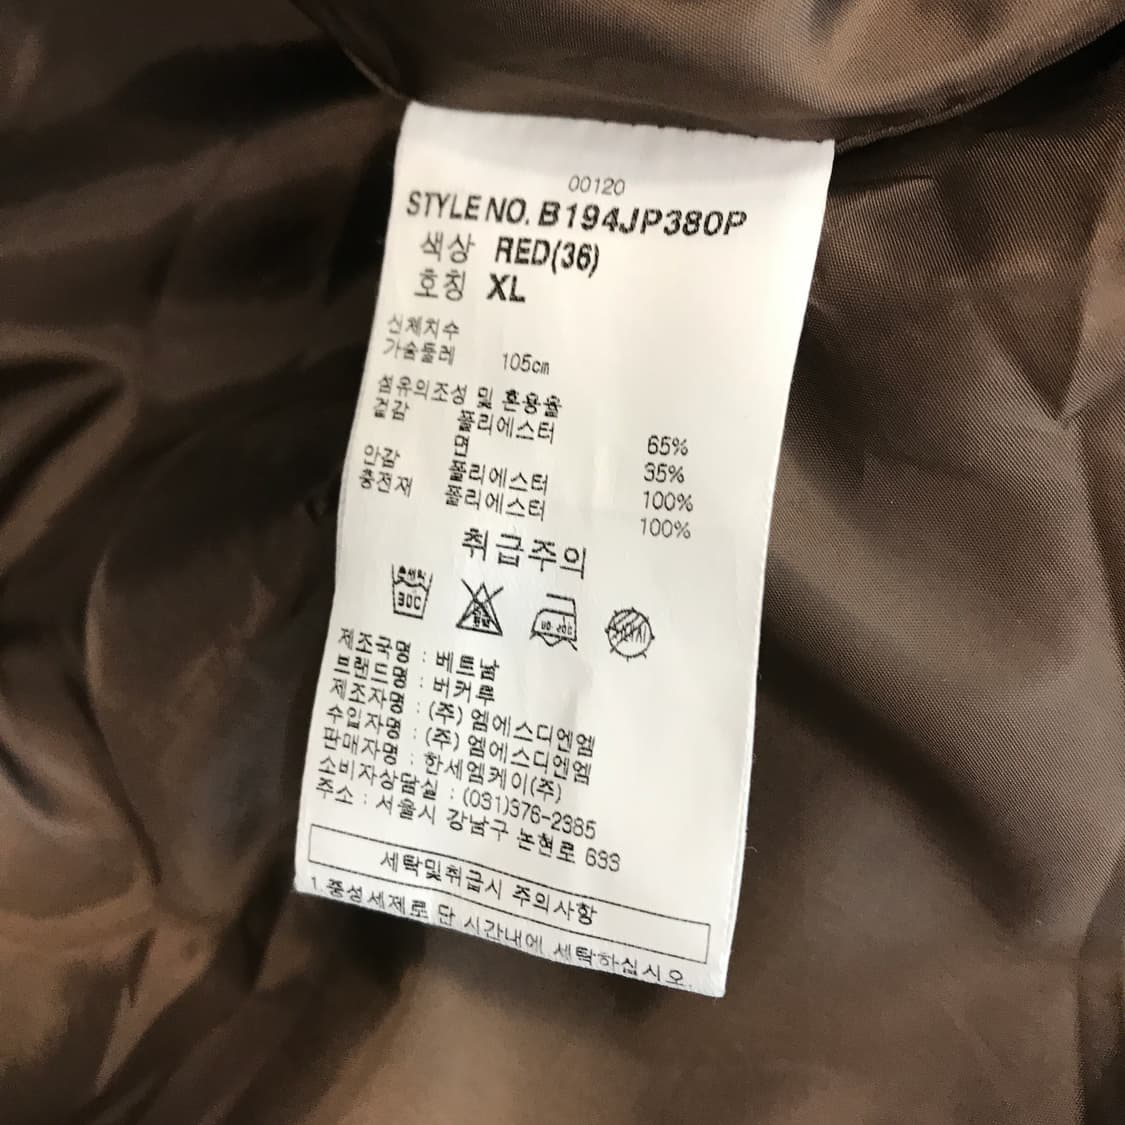 00120
STYLE NO. B194JP380P
색상 RED(36)
호칭 XL
신체치수
가슴둘레 105cm
섬유의조성 및 혼용율
겉감 폴리에스터 65%
면 35%
안감 폴리에스터 100%
충전재 폴리에스터 100%
취급주의
30C
제조국명 : 베트남
브랜드명 : 버커루
제조자명 : (주) 엠에스디엔엠
수입자명 : (주) 엠에스디엔엠
판매자명 : 한세엠케이(주)
소비자상담실 : (031)376-2385
주소 : 서울시 강남구 논현로 633
세탁및취급시 주의사항
1.중성세제로 단 시간내에 세탁하십시오.